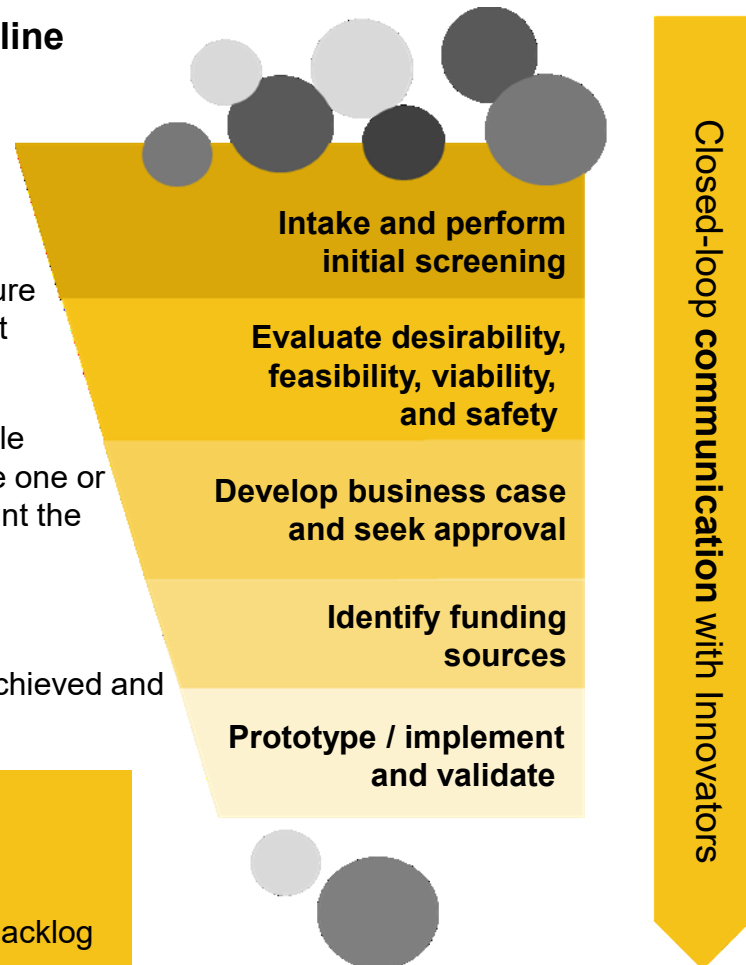 line
ure
t
le
e one or
nt the
chieved and
acklog
Intake and perform
initial screening
Evaluate desirability,
feasibility, viability,
and safety
Develop business case
and seek approval
Identify funding
sources
Prototype / implement
and validate
Closed-loop communication with Innovators